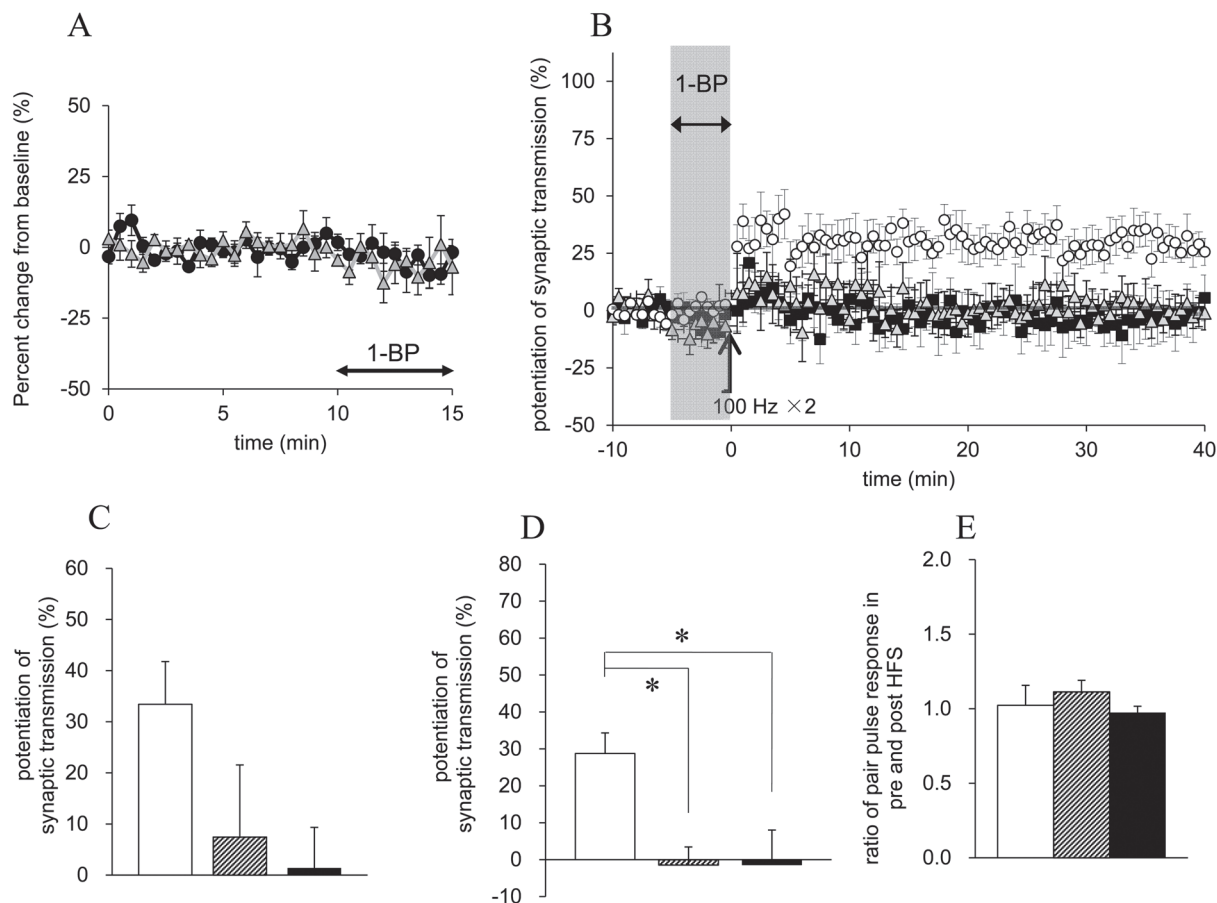 A
Percent change from baseline (%)
50
25
0
-25
-50
1-BP
0
5
10
15
time (min)
B
potentiation of synaptic transmission (%)
100
75
50
25
0
-25
-50
1-BP
100 Hz ×2
-10
0
10
20
30
40
time (min)
C
potentiation of
synaptic transmission (%)
60
50
40
30
20
10
0
D
potentiation of
synaptic transmission (%)
80
70
60
50
40
30
20
10
0
-10
*
*
E
ratio of pair pulse response in
pre and post HFS
2.0
1.5
1.0
0.5
0.0